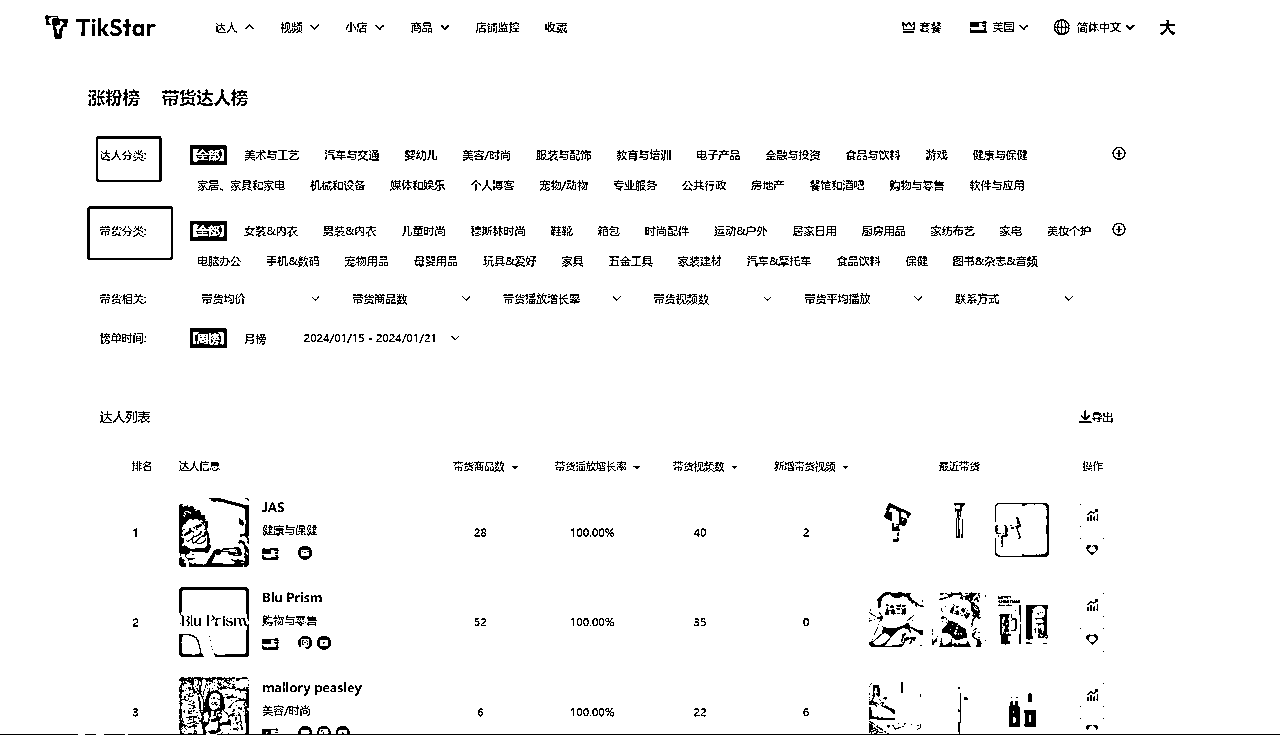 TikStar 达人 视频 小店 商品 店铺监控 收藏 套餐 美国 简体中文 大
涨粉榜 带货达人榜
达人分类: 【全部】 美术与工艺 汽车与交通 婴幼儿 美容/时尚 服装与配饰 教育与培训 电子产品 金融与投资 食品与饮料 游戏 健康与保健
家居、家具和家电 机械和设备 媒体和娱乐 个人博客 宠物/动物 专业服务 公共行政 房地产 餐馆和酒吧 购物与零售 软件与应用
带货分类: 【全部】 女装&内衣 男装&内衣 儿童时尚 穆斯林时尚 鞋靴 箱包 时尚配件 运动&户外 居家日用 厨房用品 家纺布艺 家电 美妆个护
电脑办公 手机&数码 宠物用品 母婴用品 玩具&爱好 家具 五金工具 家装建材 汽车&摩托车 食品饮料 保健 图书&杂志&音频
带货相关: 带货均价 带货商品数 带货播放增长率 带货视频数 带货平均播放 联系方式
榜单时间: 【周榜】 月榜 2024/01/15 - 2024/01/21
达人列表 导出
排名 达人信息 带货商品数 带货播放增长率 带货视频数 新增带货视频 最近带货 操作
JAS
1 健康与保健 28 100.00% 40 2
Blu Prism
2 Blu Prism 购物与零售 52 100.00% 35 0
mallory peasley
3 美容/时尚 6 100.00% 22 6